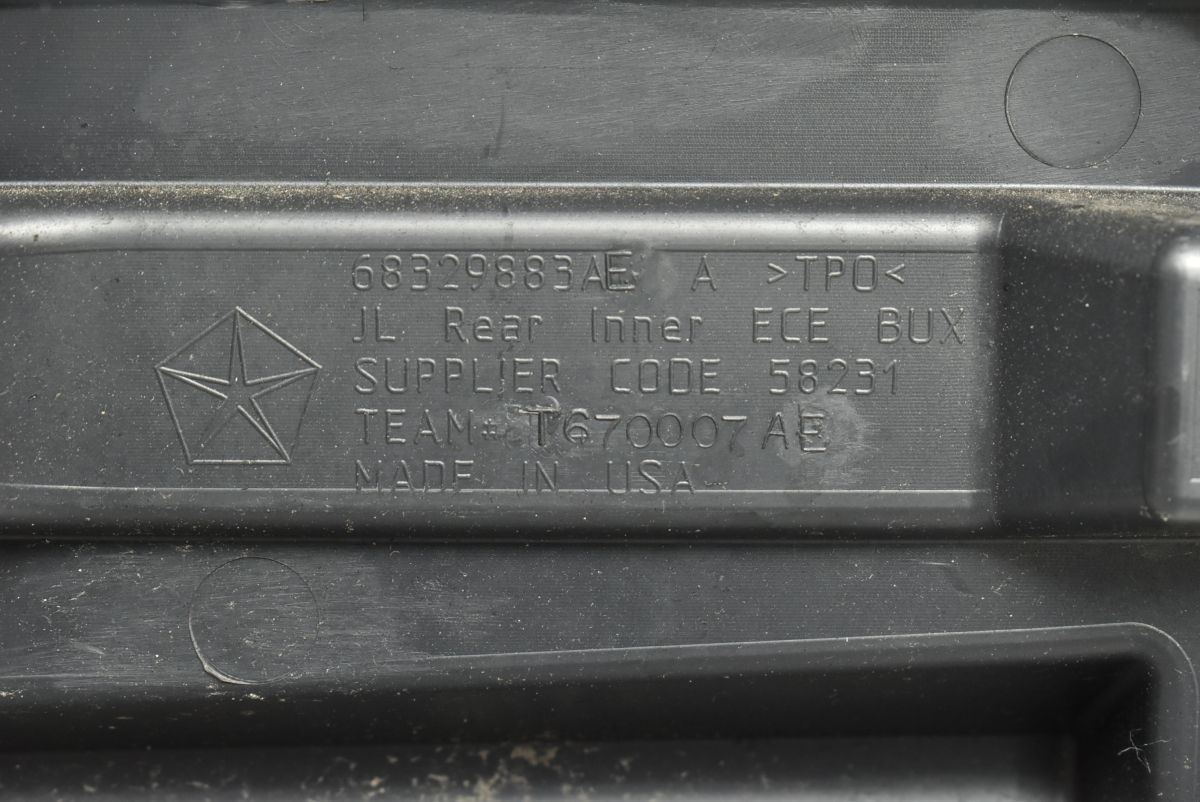 68329883AE A >TPO<
JL Rear Inner ECE BUX
SUPPLIER CODE 58231
TEAM* T670007AE
MADE IN USA